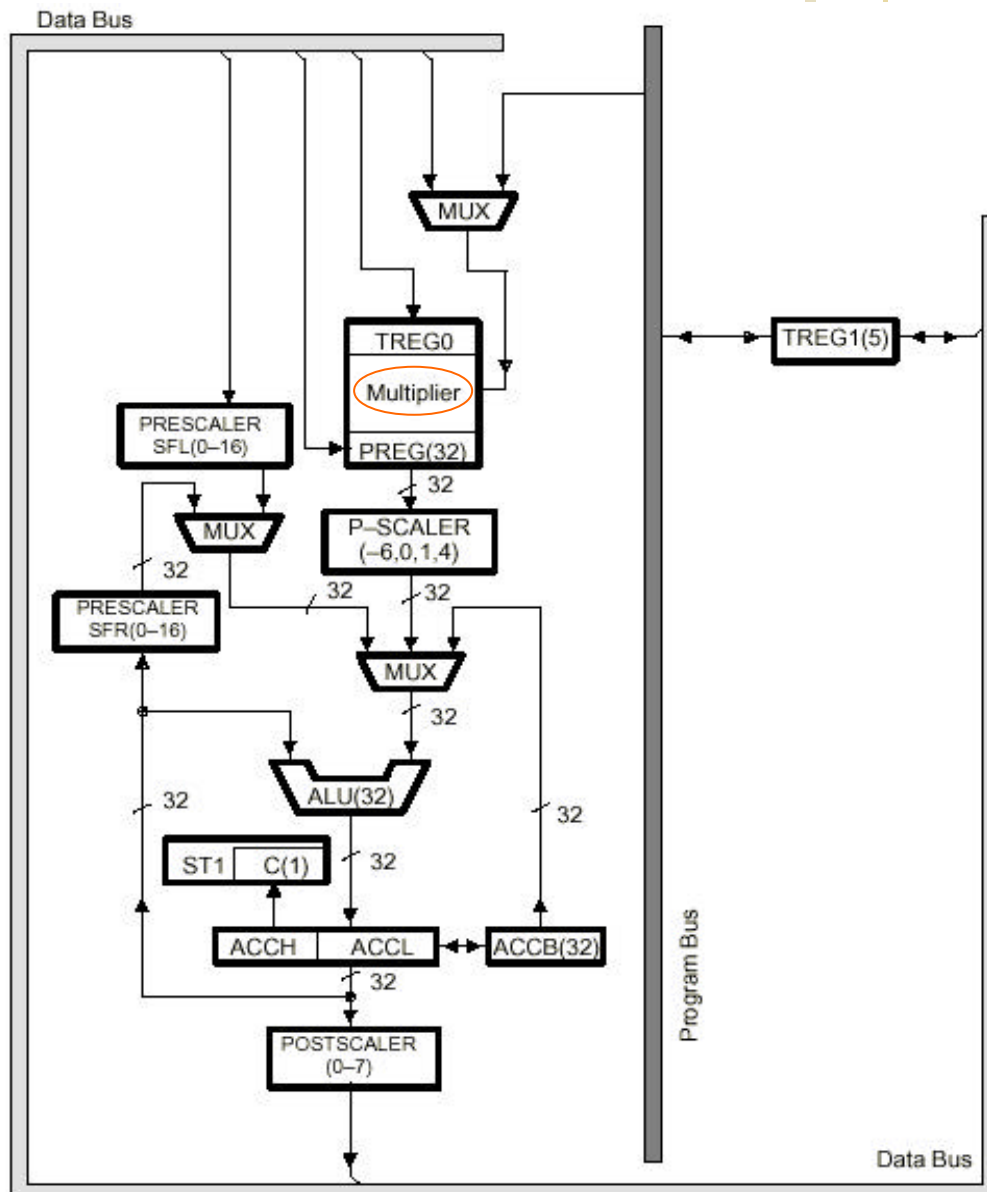 Data Bus
MUX
TREG0
TREG1(5)
Multiplier
PRESCALER
SFL(0–16)
PREG(32)
32
MUX
P–SCALER
(–6,0,1,4)
32
32
32
PRESCALER
SFR(0–16)
MUX
32
ALU(32)
32
32
ST1
C(1)
32
ACCH
ACCL
ACCB(32)
32
Program Bus
POSTSCALER
(0–7)
Data Bus